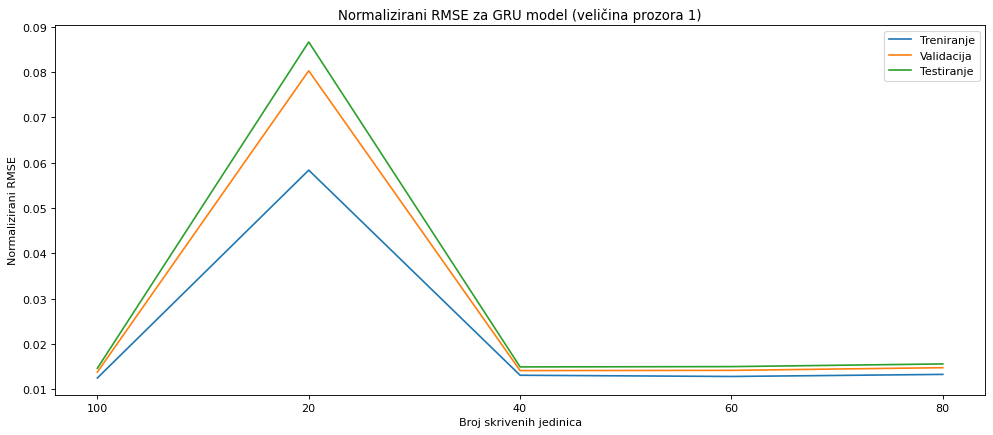 Normalizirani RMSE za GRU model (veličina prozora 1)
Treniranje
Validacija
Testiranje
Normalizirani RMSE
0.09
0.08
0.07
0.06
0.05
0.04
0.03
0.02
0.01
100 20 40 60 80
Broj skrivenih jedinica